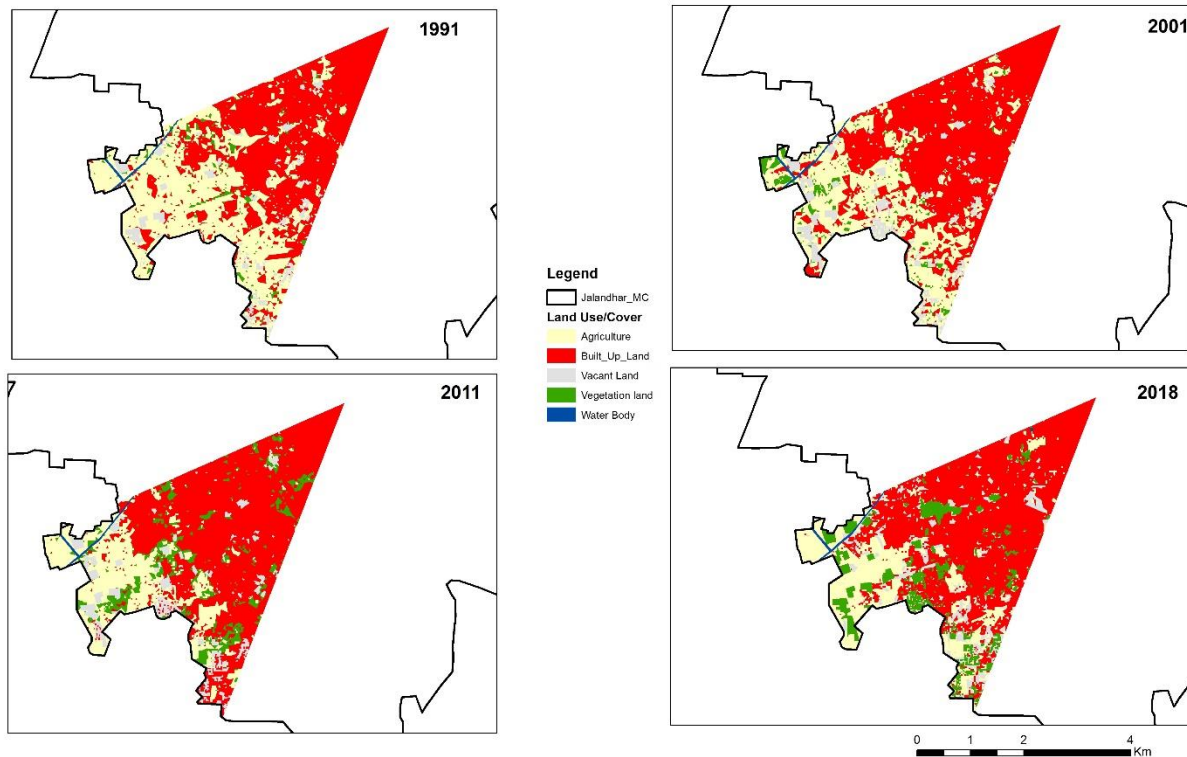 1991
2001
Legend
Jalandhar_MC
Land Use/Cover
Agriculture
Built_Up_Land
Vacant Land
Vegetation land
Water Body
2011
2018
0 1 2 4
Km